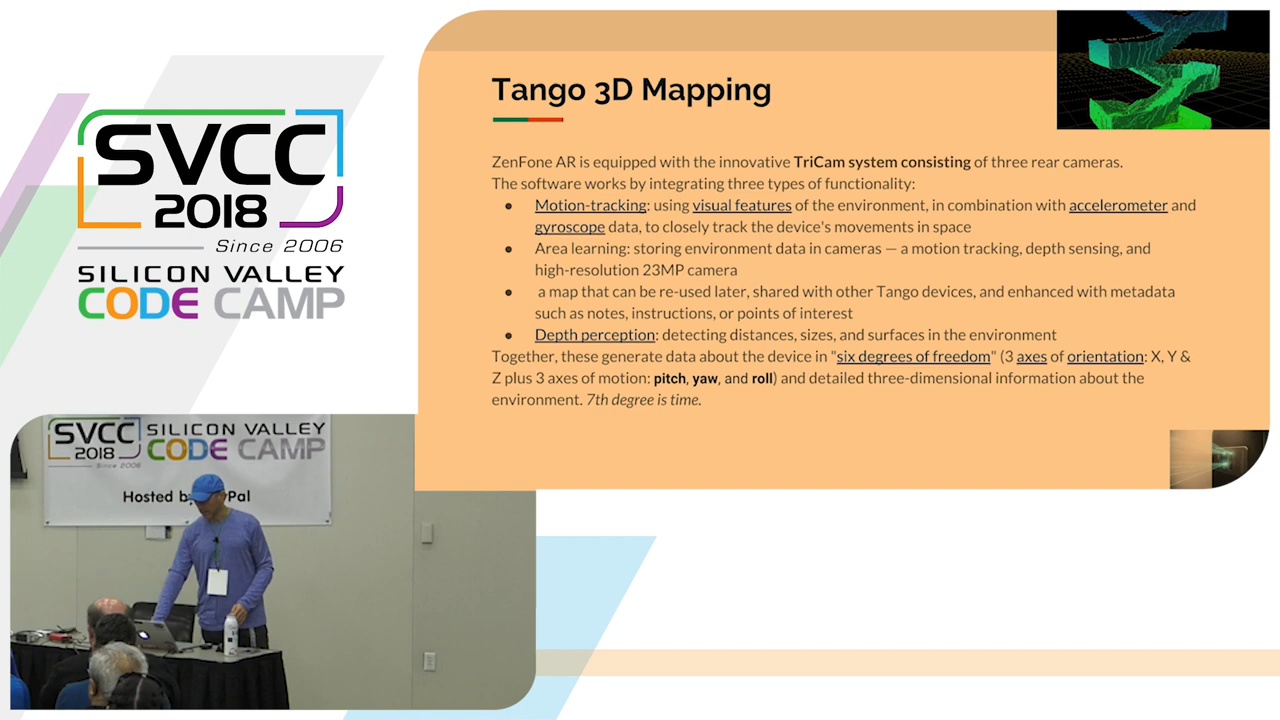 SVCC
2018
Since 2006
SILICON VALLEY
CODE CAMP
Tango 3D Mapping
ZenFone AR is equipped with the innovative TriCam system consisting of three rear cameras.
The software works by integrating three types of functionality:
● Motion-tracking: using visual features of the environment, in combination with accelerometer and
gyroscope data, to closely track the device's movements in space
● Area learning: storing environment data in cameras — a motion tracking, depth sensing, and
high-resolution 23MP camera
● a map that can be re-used later, shared with other Tango devices, and enhanced with metadata
such as notes, instructions, or points of interest
● Depth perception: detecting distances, sizes, and surfaces in the environment
Together, these generate data about the device in "six degrees of freedom" (3 axes of orientation: X, Y &
Z plus 3 axes of motion: pitch, yaw, and roll) and detailed three-dimensional information about the
environment. 7th degree is time.
SVCC
2018
Since 2006
SILICON VALLEY
CODE CAMP
Hosted b Pal